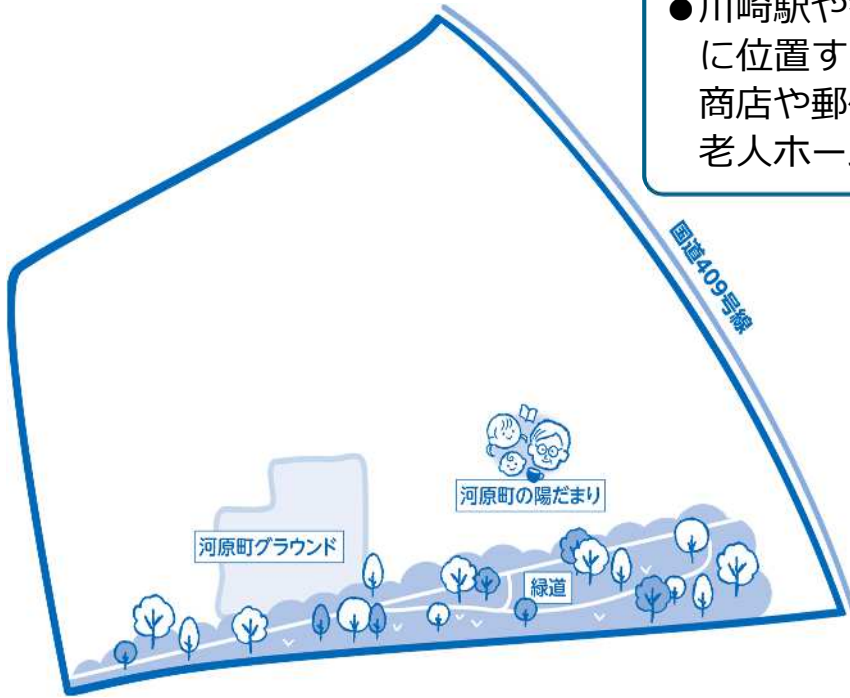 ●川崎駅や
に位置す
商店や郵
老人ホー
国道409号線
河原町の陽だまり
河原町グラウンド
緑道